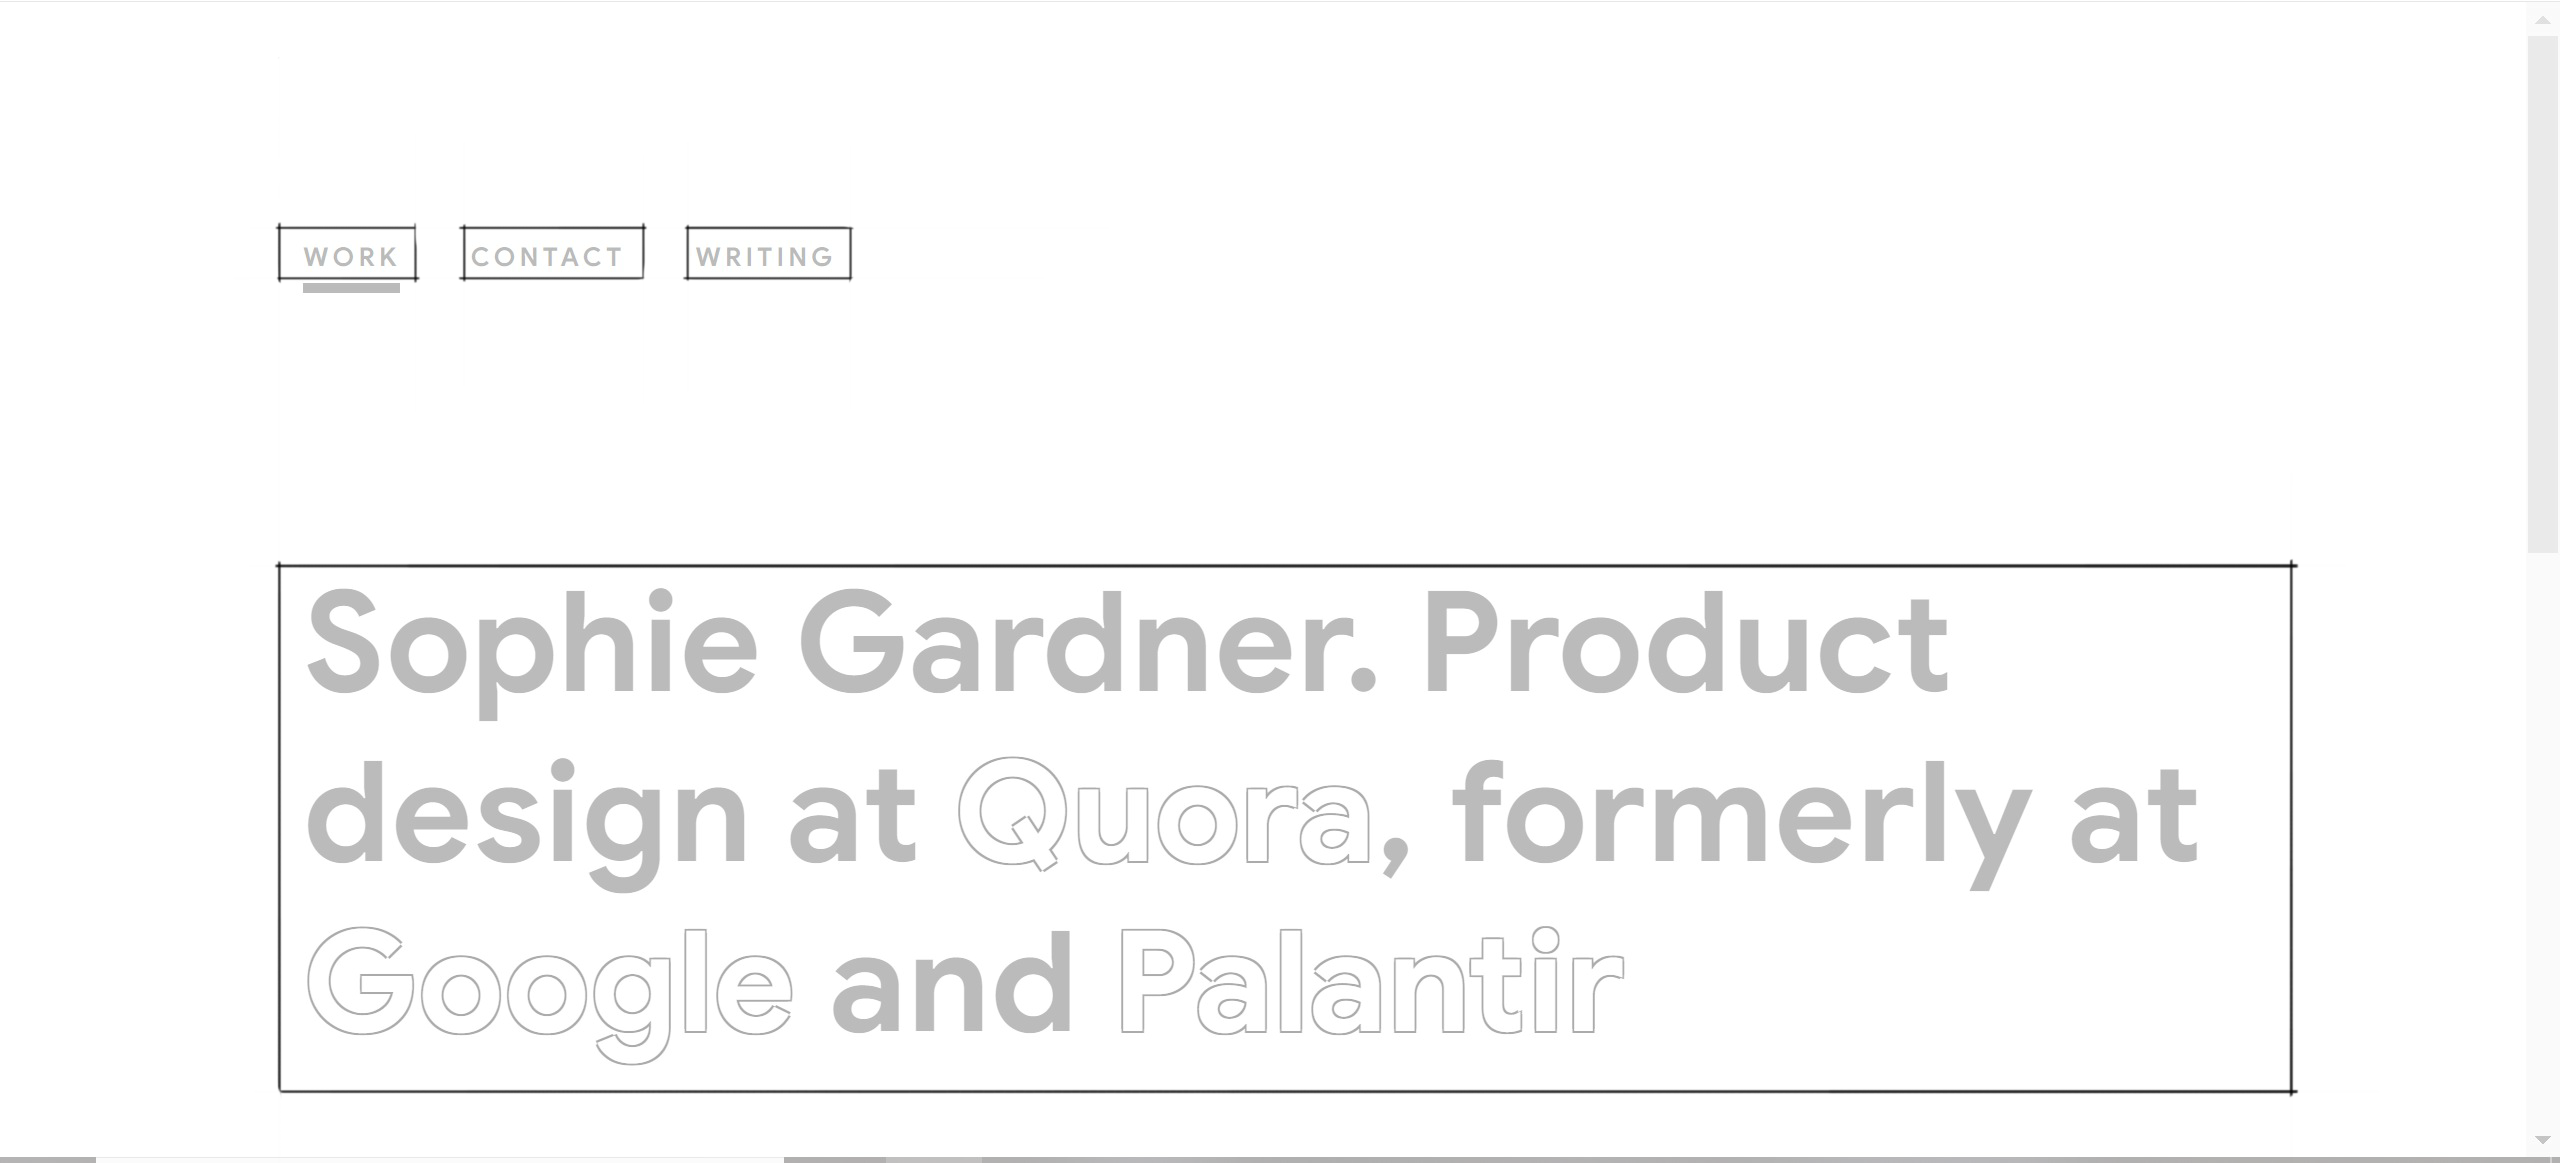 WORK CONTACT WRITING
Sophie Gardner. Product
design at Quora, formerly at
Google and Palantir